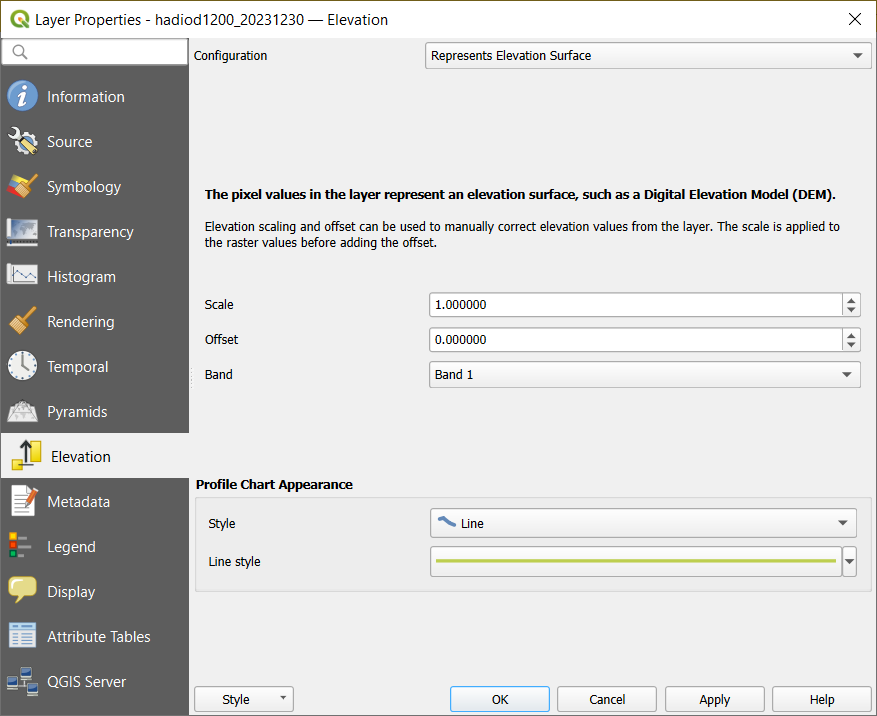 Layer Properties - hadiod1200_20231230 — Elevation
Configuration
Represents Elevation Surface
Information
Source
Symbology
Transparency
Histogram
Rendering
Temporal
Pyramids
Elevation
Metadata
Legend
Display
Attribute Tables
QGIS Server
The pixel values in the layer represent an elevation surface, such as a Digital Elevation Model (DEM).
Elevation scaling and offset can be used to manually correct elevation values from the layer. The scale is applied to
the raster values before adding the offset.
Scale
1.000000
Offset
0.000000
Band
Band 1
Profile Chart Appearance
Style
Line
Line style
Style
OK
Cancel
Apply
Help